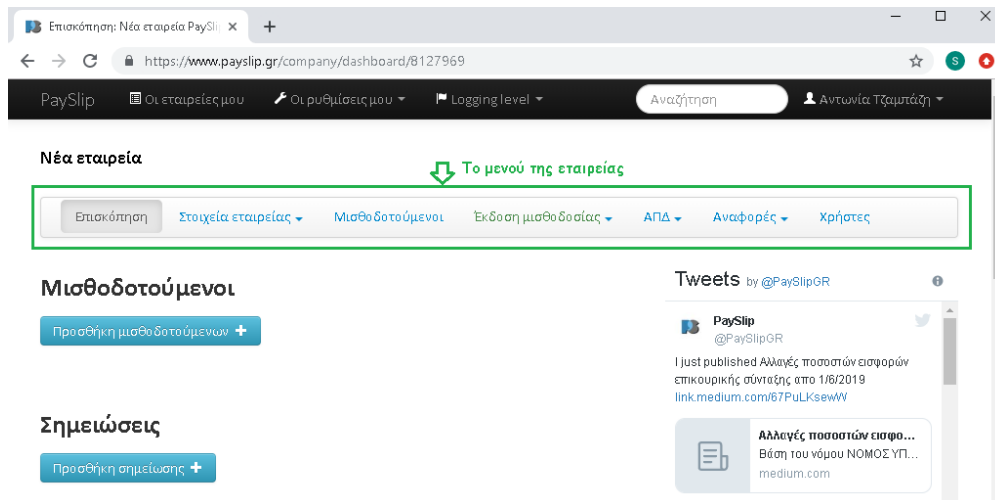 Επισκόπηση: Νέα εταιρεία PaySli
https://www.payslip.gr/company/dashboard/8127969
S
PaySlip Οι εταιρείες μου Οι ρυθμίσεις μου Logging level Αναζήτηση Αντωνία Τζαμπάζη
Νέα εταιρεία
Το μενού της εταιρείας
Επισκόπηση Στοιχεία εταιρείας Μισθοδοτούμενοι Έκδοση μισθοδοσίας ΑΠΔ Αναφορές Χρήστες
Μισθοδοτούμενοι
Προσθήκη μισθοδοτούμενων
Σημειώσεις
Προσθήκη σημείωσης
Tweets by @PaySlipGR
PaySlip
@PaySlipGR
I just published Αλλαγές ποσοστών εισφορών
επικουρικής σύνταξης απο 1/6/2019
link.medium.com/67PuLKsewW
Αλλαγές ποσοστών εισφο...
Βάση του νόμου ΝΟΜΟΣ ΥΠ...
medium.com